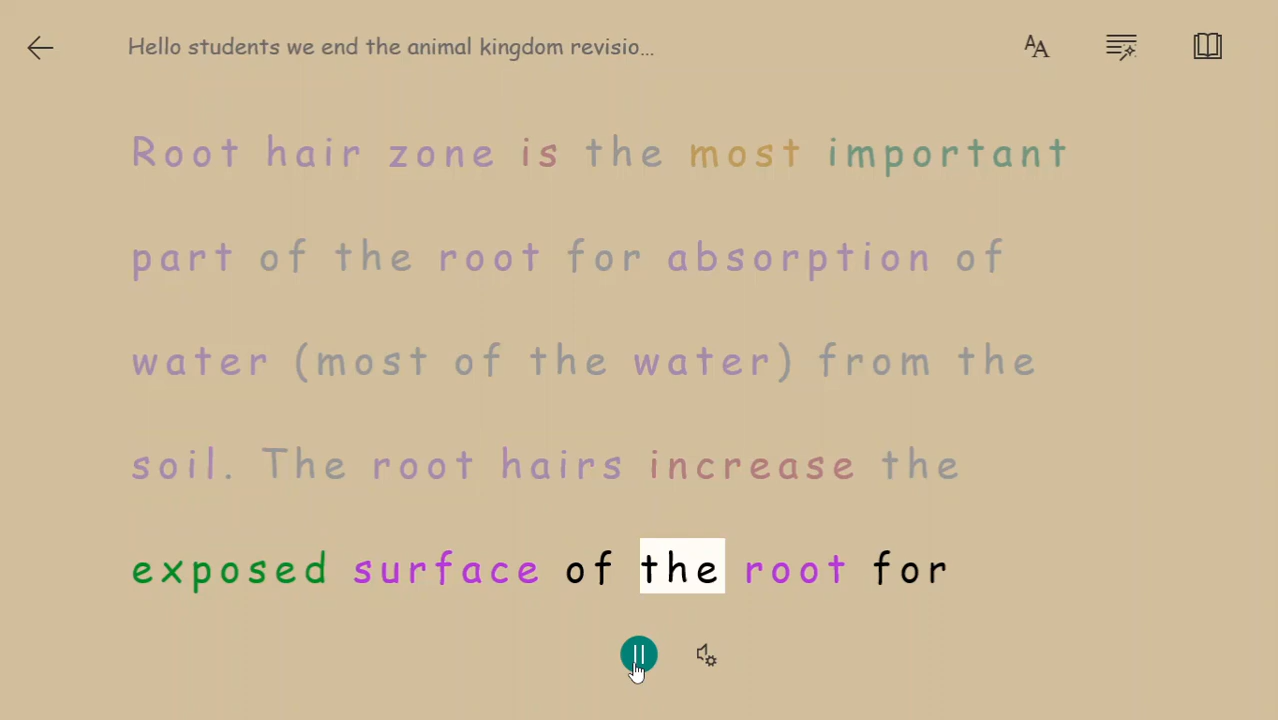 Hello students we end the animal kingdom revisio...
Root hair zone is the most important
part of the root for absorption of
water (most of the water) from the
soil. The root hairs increase the
exposed surface of the root for